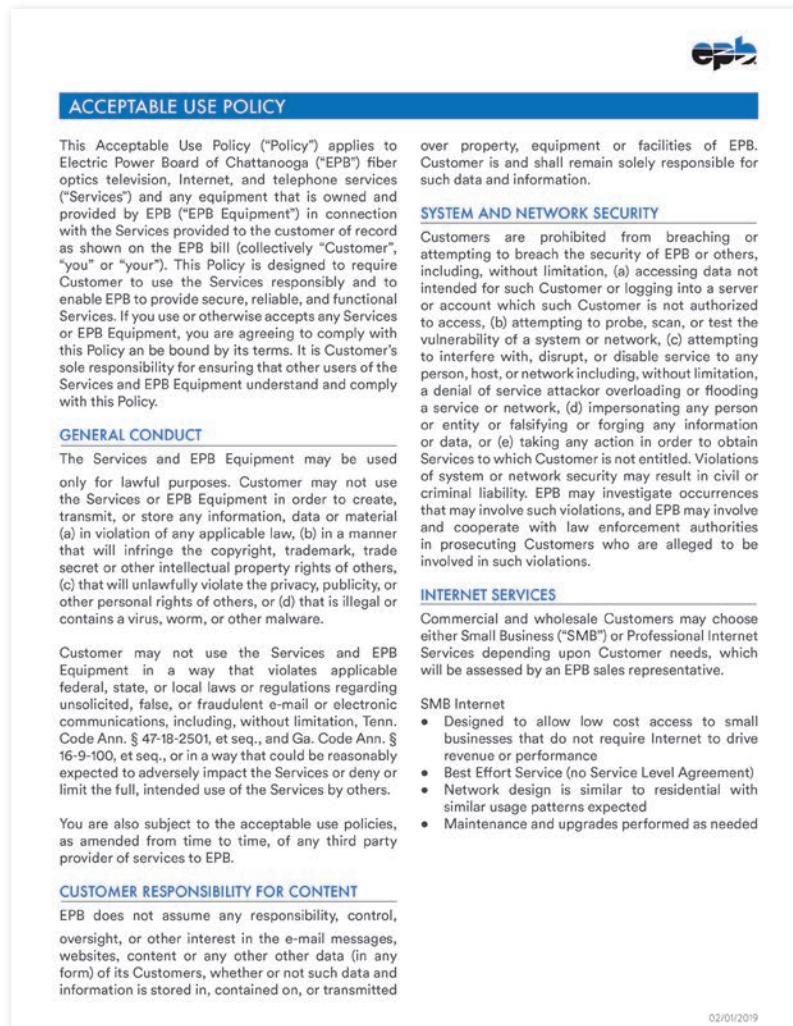 epb
ACCEPTABLE USE POLICY
This Acceptable Use Policy (“Policy”) applies to
Electric Power Board of Chattanooga (“EPB”) fiber
optics television, Internet, and telephone services
(“Services”) and any equipment that is owned and
provided by EPB (“EPB Equipment”) in connection
with the Services provided to the customer of record
as shown on the EPB bill (collectively “Customer”,
“you” or “your”). This Policy is designed to require
Customer to use the Services responsibly and to
enable EPB to provide secure, reliable, and functional
Services. If you use or otherwise accepts any Services
or EPB Equipment, you are agreeing to comply with
this Policy an be bound by its terms. It is Customer’s
sole responsibility for ensuring that other users of the
Services and EPB Equipment understand and comply
with this Policy.
GENERAL CONDUCT
The Services and EPB Equipment may be used
only for lawful purposes. Customer may not use
the Services or EPB Equipment in order to create,
transmit, or store any information, data or material
(a) in violation of any applicable law, (b) in a manner
that will infringe the copyright, trademark, trade
secret or other intellectual property rights of others,
(c) that will unlawfully violate the privacy, publicity, or
other personal rights of others, or (d) that is illegal or
contains a virus, worm, or other malware.
Customer may not use the Services and EPB
Equipment in a way that violates applicable
federal, state, or local laws or regulations regarding
unsolicited, false, or fraudulent e-mail or electronic
communications, including, without limitation, Tenn.
Code Ann. § 47-18-2501, et seq., and Ga. Code Ann. §
16-9-100, et seq., or in a way that could be reasonably
expected to adversely impact the Services or deny or
limit the full, intended use of the Services by others.
You are also subject to the acceptable use policies,
as amended from time to time, of any third party
provider of services to EPB.
CUSTOMER RESPONSIBILITY FOR CONTENT
EPB does not assume any responsibility, control,
oversight, or other interest in the e-mail messages,
websites, content or any other other data (in any
form) of its Customers, whether or not such data and
information is stored in, contained on, or transmitted
over property, equipment or facilities of EPB.
Customer is and shall remain solely responsible for
such data and information.
SYSTEM AND NETWORK SECURITY
Customers are prohibited from breaching or
attempting to breach the security of EPB or others,
including, without limitation, (a) accessing data not
intended for such Customer or logging into a server
or account which such Customer is not authorized
to access, (b) attempting to probe, scan, or test the
vulnerability of a system or network, (c) attempting
to interfere with, disrupt, or disable service to any
person, host, or network including, without limitation,
a denial of service attackor overloading or flooding
a service or network, (d) impersonating any person
or entity or falsifying or forging any information
or data, or (e) taking any action in order to obtain
Services to which Customer is not entitled. Violations
of system or network security may result in civil or
criminal liability. EPB may investigate occurrences
that may involve such violations, and EPB may involve
and cooperate with law enforcement authorities
in prosecuting Customers who are alleged to be
involved in such violations.
INTERNET SERVICES
Commercial and wholesale Customers may choose
either Small Business (“SMB”) or Professional Internet
Services depending upon Customer needs, which
will be assessed by an EPB sales representative.
SMB Internet
• Designed to allow low cost access to small
businesses that do not require Internet to drive
revenue or performance
• Best Effort Service (no Service Level Agreement)
• Network design is similar to residential with
similar usage patterns expected
• Maintenance and upgrades performed as needed
02/01/2019